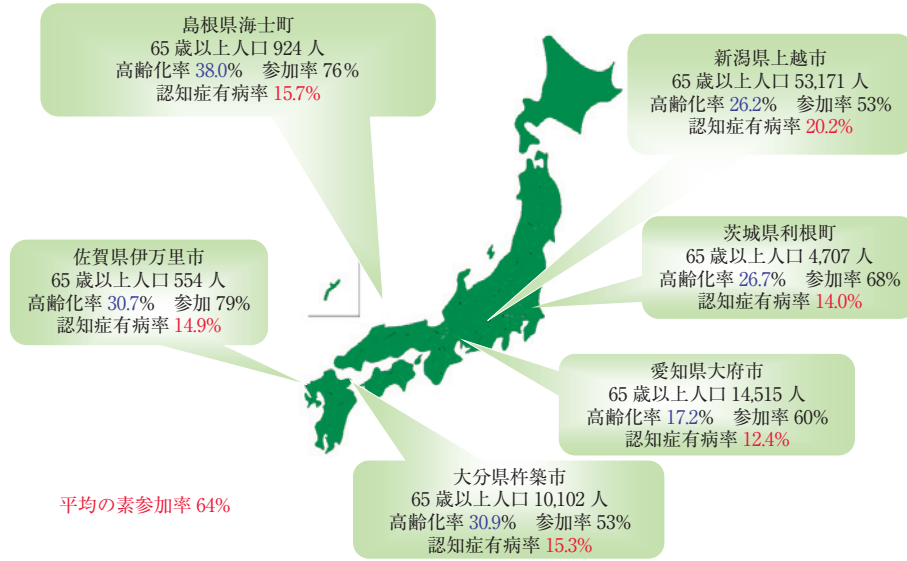 島根県海士町
65 歳以上人口 924 人
高齢化率 38.0% 参加率 76%
認知症有病率 15.7%
新潟県上越市
65 歳以上人口 53,171 人
高齢化率 26.2% 参加率 53%
認知症有病率 20.2%
佐賀県伊万里市
65 歳以上人口 554 人
高齢化率 30.7% 参加 79%
認知症有病率 14.9%
茨城県利根町
65 歳以上人口 4,707 人
高齢化率 26.7% 参加率 68%
認知症有病率 14.0%
愛知県大府市
65 歳以上人口 14,515 人
高齢化率 17.2% 参加率 60%
認知症有病率 12.4%
大分県杵築市
65 歳以上人口 10,102 人
高齢化率 30.9% 参加率 53%
認知症有病率 15.3%
平均の素参加率 64%